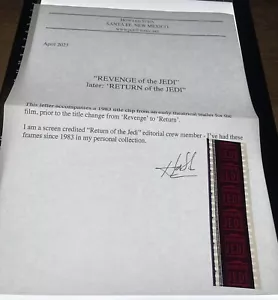 SANTA FE, NEW MEXICO
April 2023
"REVENGE of the JEDI"
later: "RETURN of the JEDI"
This letter accompanies a 1983 title clip from an early theatrical trailer for the
film, prior to the title change from 'Revenge' to 'Return'.
I am a screen credited "Return of the Jedi" editorial crew member - I've had these
frames since 1983 in my personal collection.